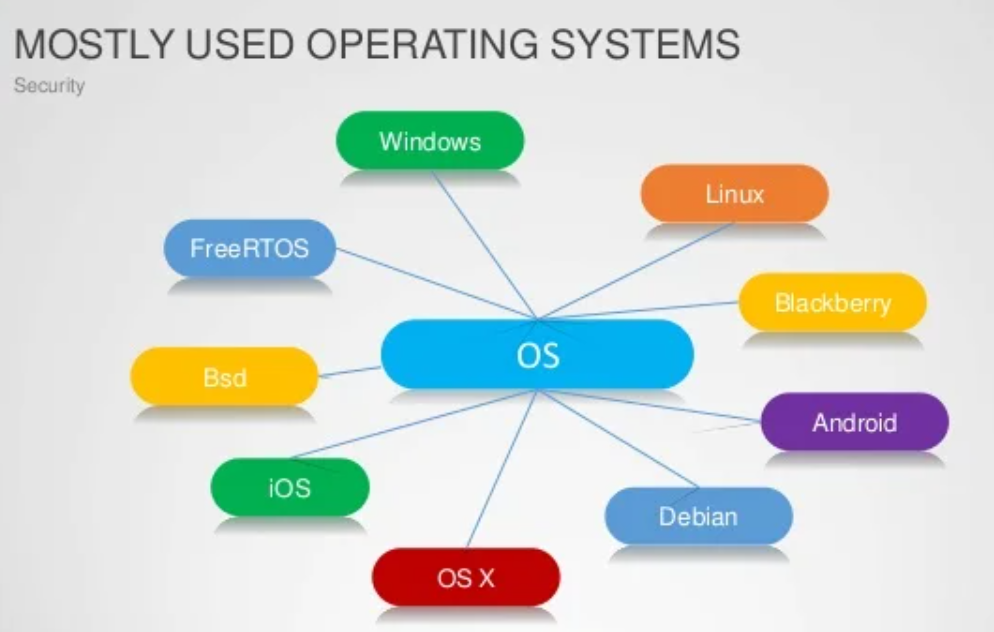 MOSTLY USED OPERATING SYSTEMS
Security
Windows
Linux
FreeRTOS
Blackberry
OS
Bsd
Android
iOS
Debian
OS X